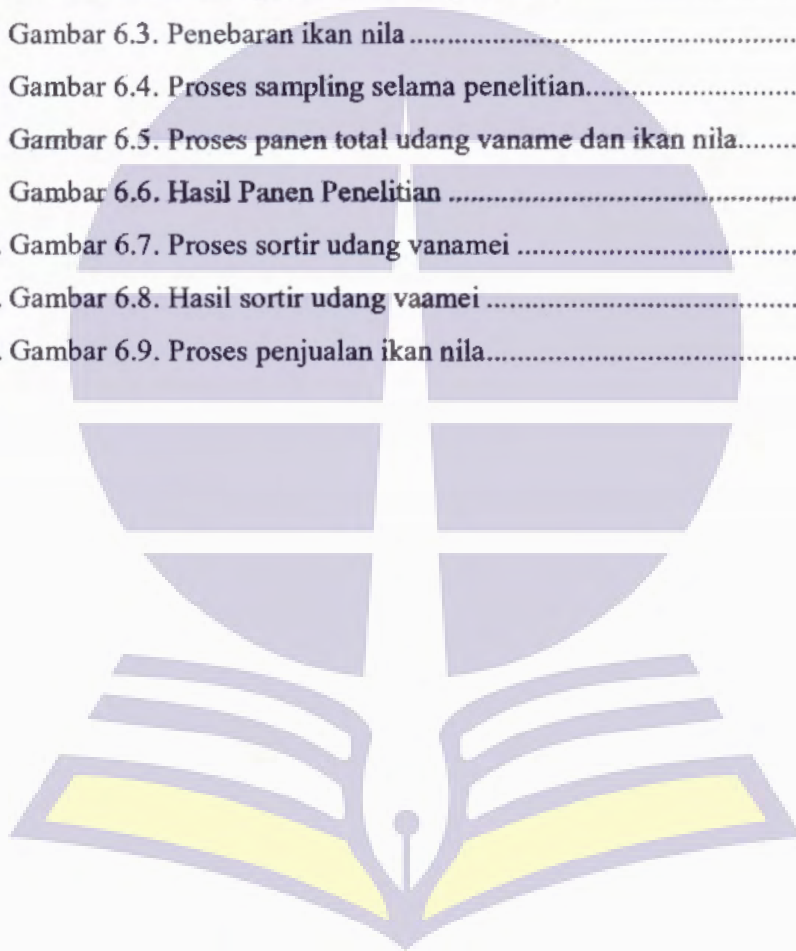 Gambar 6.3. Penebaran ikan nila ........................................................
Gambar 6.4. Proses sampling selama penelitian..............................
Gambar 6.5. Proses panen total udang vaname dan ikan nila........
Gambar 6.6. Hasil Panen Penelitian ..................................................
. Gambar 6.7. Proses sortir udang vanamei ........................................
. Gambar 6.8. Hasil sortir udang vaamei .............................................
. Gambar 6.9. Proses penjualan ikan nila.............................................